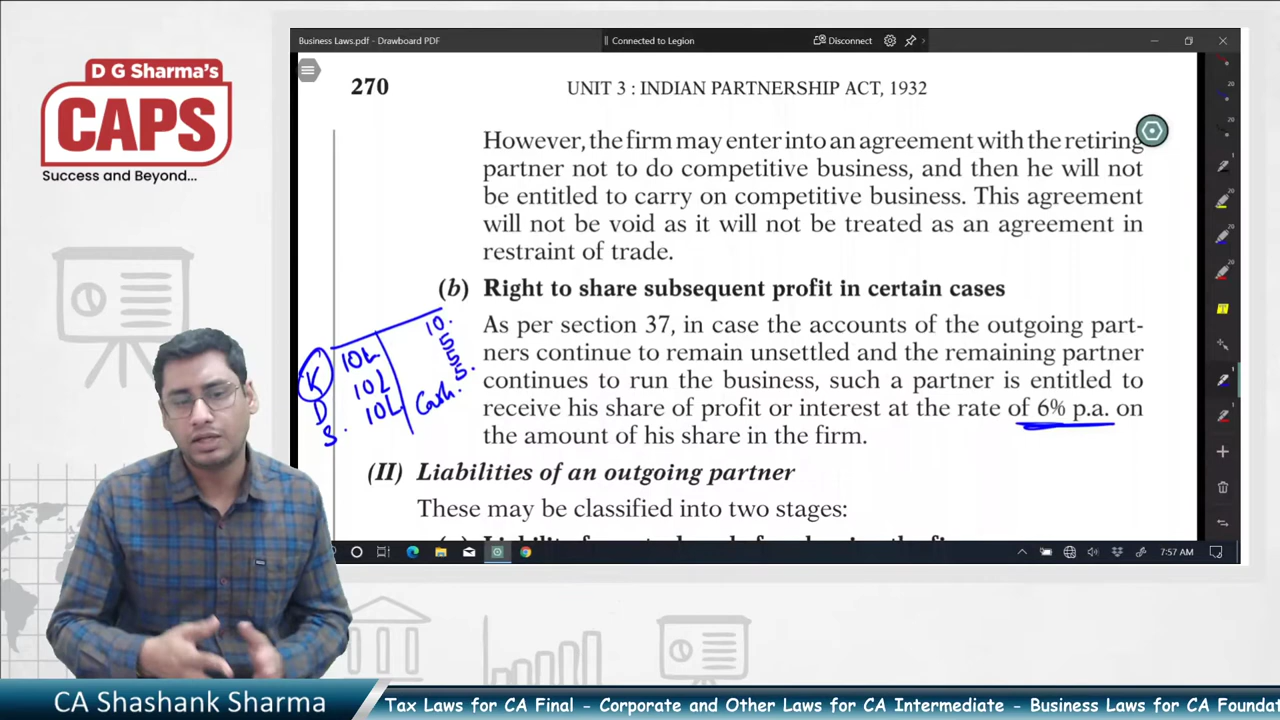 D G SHARMA's
CAPS
Success and Beyond...
Business Laws.pdf - Drawboard PDF
Connected to Legion
Disconnect
270
UNIT 3 : INDIAN PARTNERSHIP ACT, 1932
However, the firm may enter into an agreement with the retiring
partner not to do competitive business, and then he will not
be entitled to carry on competitive business. This agreement
will not be void as it will not be treated as an agreement in
restraint of trade.
(b) Right to share subsequent profit in certain cases
As per section 37, in case the accounts of the outgoing part-
ners continue to remain unsettled and the remaining partner
continues to run the business, such a partner is entitled to
receive his share of profit or interest at the rate of 6% p.a. on
the amount of his share in the firm.
K 10L
D 10L
S. 10L
10.
5
5
5.
Cash.
(II) Liabilities of an outgoing partner
These may be classified into two stages:
7:57 AM
CA Shashank Sharma
Tax Laws for CA Final - Corporate and Other Laws for CA Intermediate - Business Laws for CA Founda